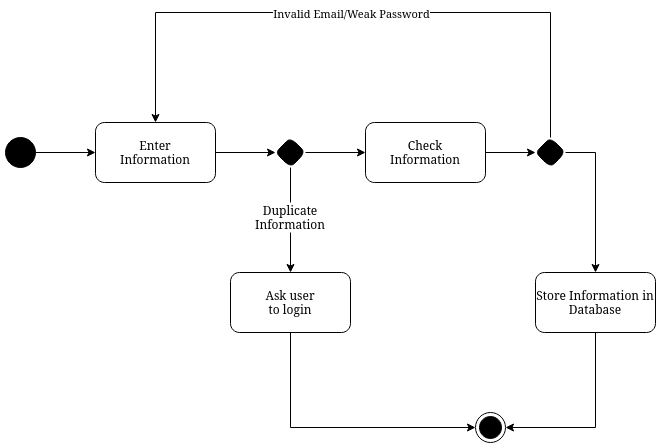 Invalid Email/Weak Password
Enter
Information
Check
Information
Duplicate
Information
Ask user
to login
Store Information in
Database